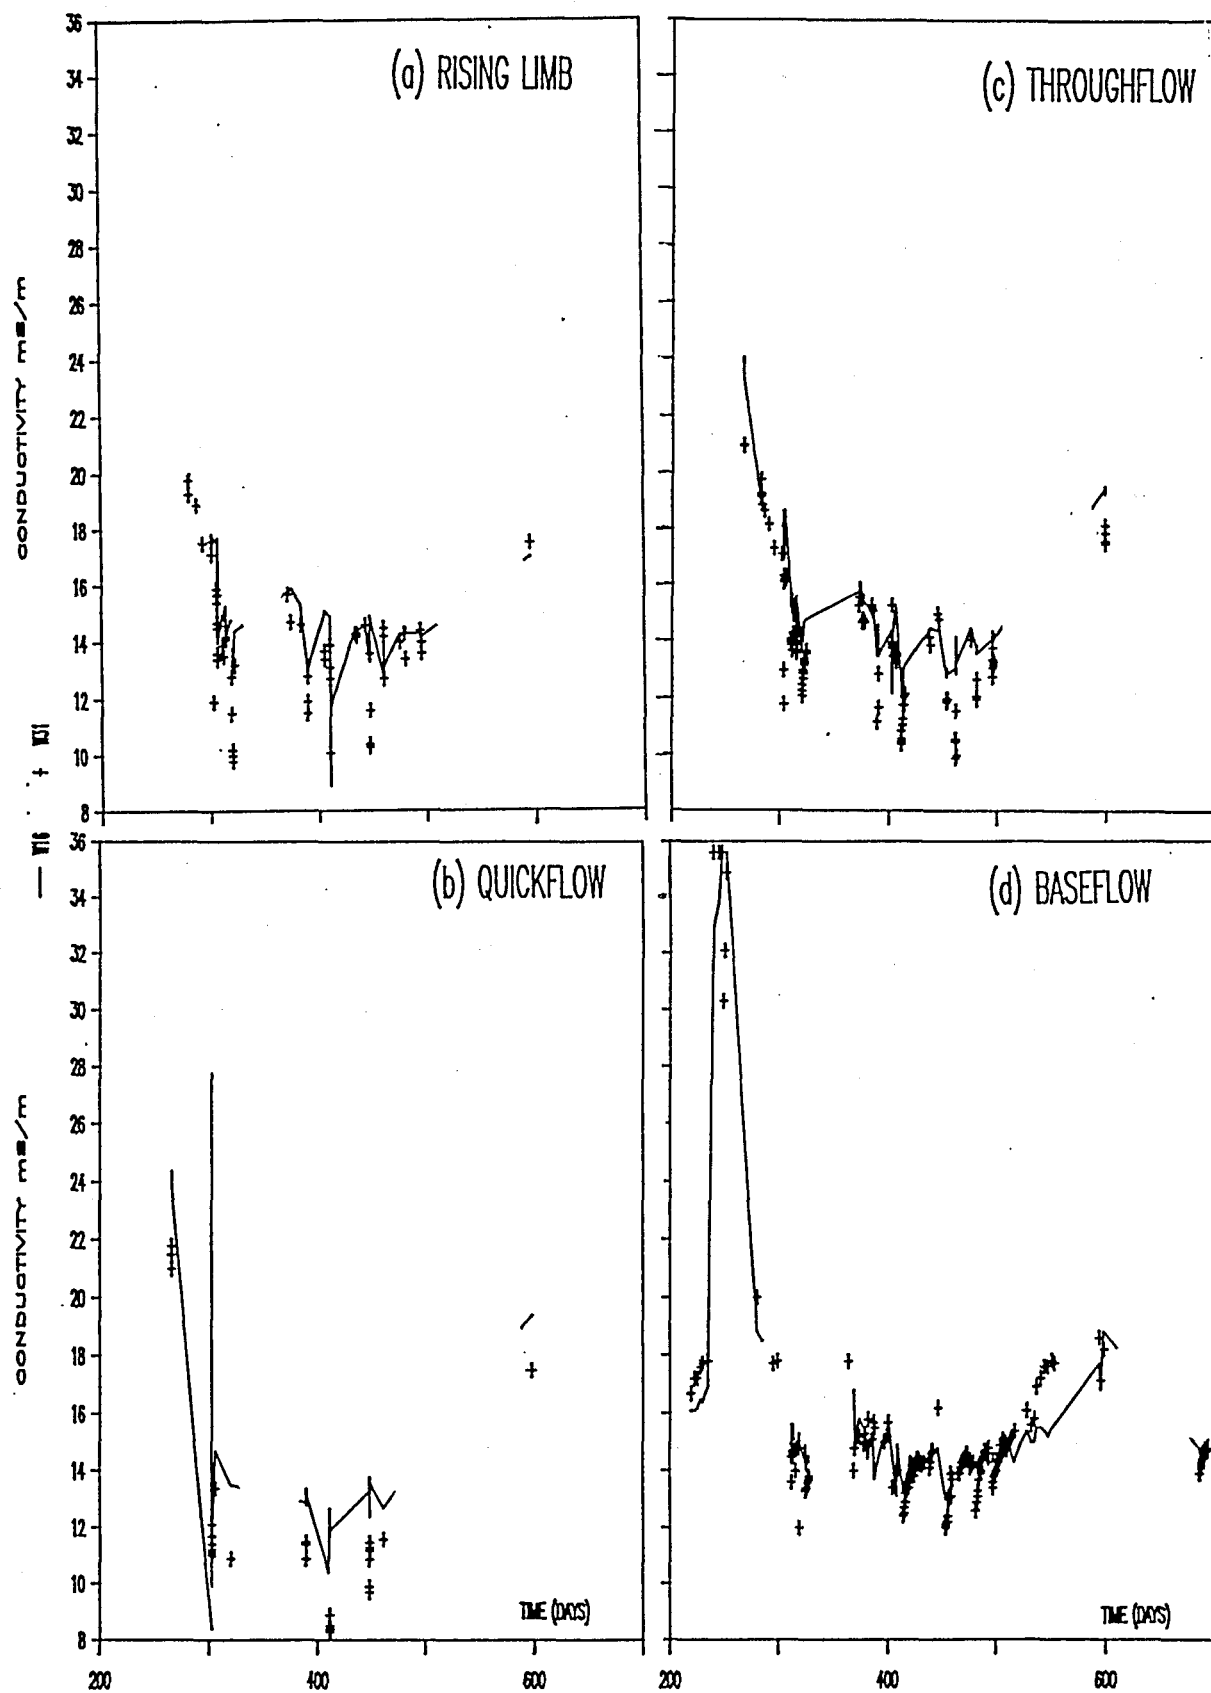 (a) RISING LIMB
36
34
32
30
28
26
24
22
20
18
16
14
12
10
8
CONDUCTIVITY mS/m
(c) THROUGHFLOW
— W16 + W31
(b) QUICKFLOW
36
34
32
30
28
26
24
22
20
18
16
14
12
10
8
CONDUCTIVITY mS/m
TIME (DAYS)
200 400 600
(d) BASEFLOW
TIME (DAYS)
200 400 600